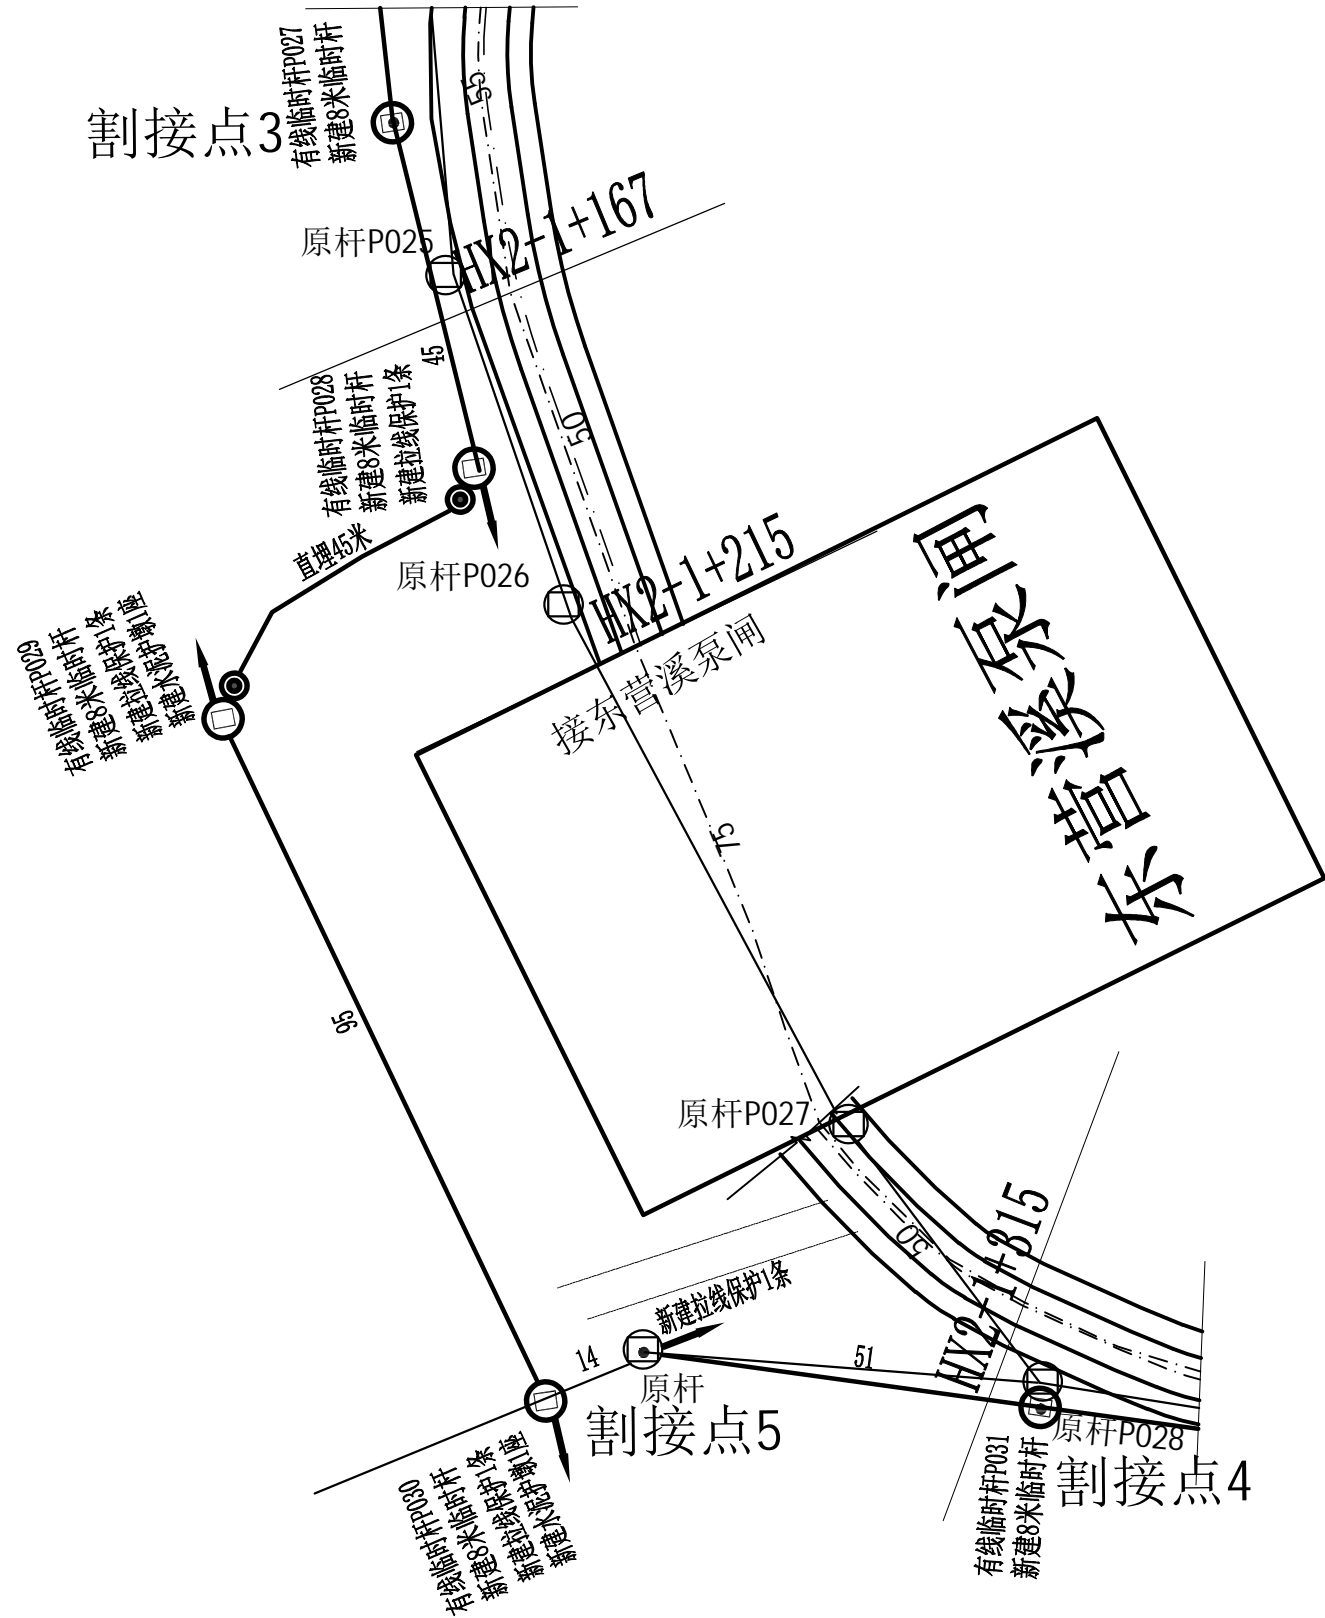 有线临时杆P027
新建8米临时杆
割接点3
55
原杆P025
HX2-1+167
45
有线临时杆P028
新建8米临时杆
新建拉线保护1条
50
直埋45米
原杆P026
HX2-1+215
接东营溪泵闸
东营溪泵闸
有线临时杆P029
新建8米临时杆
新建拉线保护1条
新建水泥护墩1座
75
95
原杆P027
50
HX2-1+315
新建拉线保护1条
14
原杆
51
割接点5
原杆P028
割接点4
有线临时杆P030
新建8米临时杆
新建拉线保护1条
新建水泥护墩1座
有线临时杆P031
新建8米临时杆